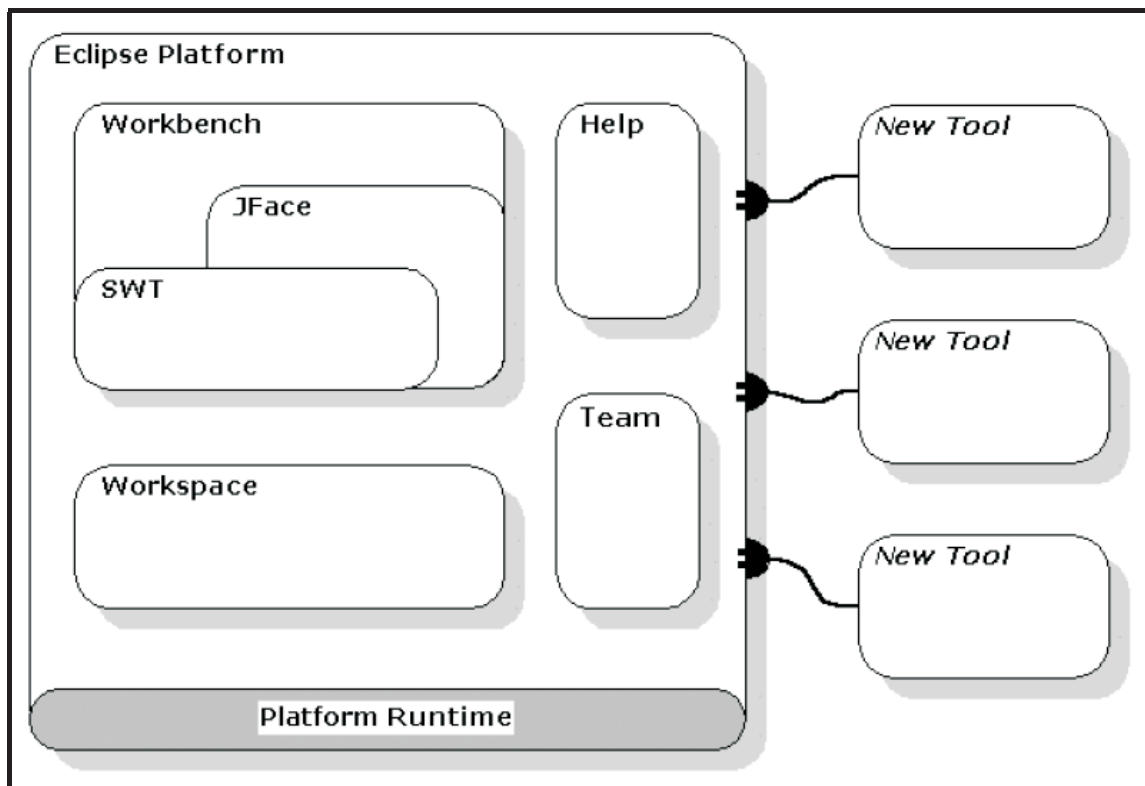 Eclipse Platform
Workbench
Help
New Tool
JFace
SWT
New Tool
Team
Workspace
New Tool
Platform Runtime